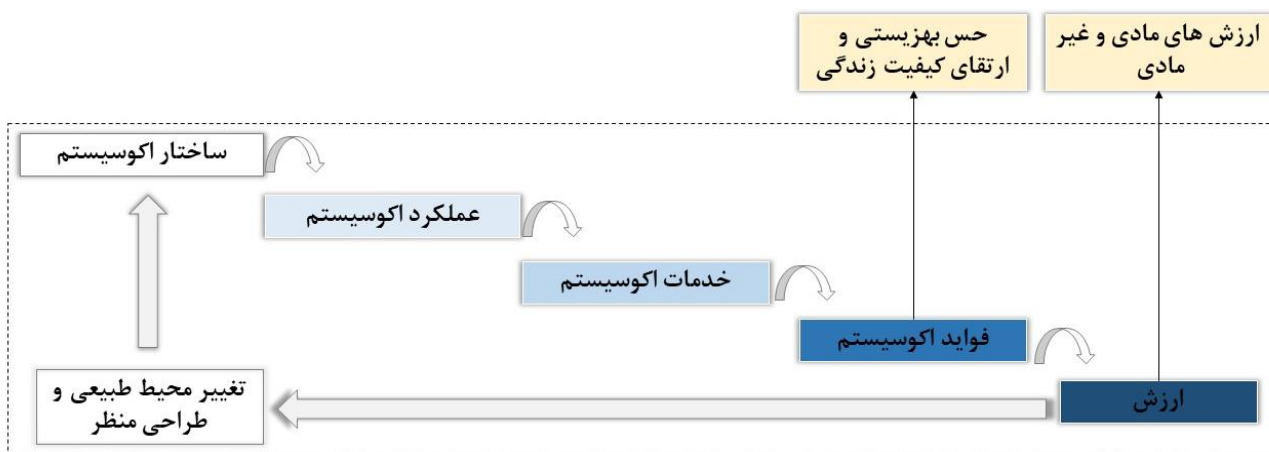 ارزش های مادی و غیر
مادی
حس بهزیستی و
ارتقای کیفیت زندگی
ساختار اکوسیستم
عملکرد اکوسیستم
خدمات اکوسیستم
فواید اکوسیستم
ارزش
تغییر محیط طبیعی و
طراحی منظر